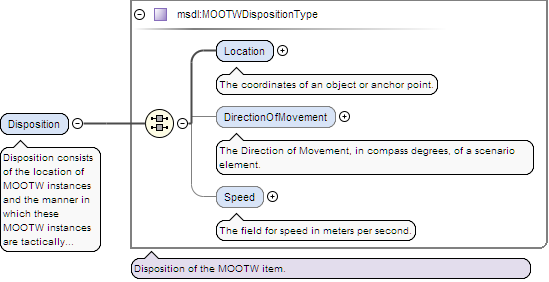 msdl:MOOTWDispositionType
Location
The coordinates of an object or anchor point.
Disposition
DirectionOfMovement
Disposition consists
of the location of
MOOTW instances
and the manner in
which these
MOOTW instances
are tactically...
The Direction of Movement, in compass degrees, of a scenario
element.
Speed
The field for speed in meters per second.
Disposition of the MOOTW item.